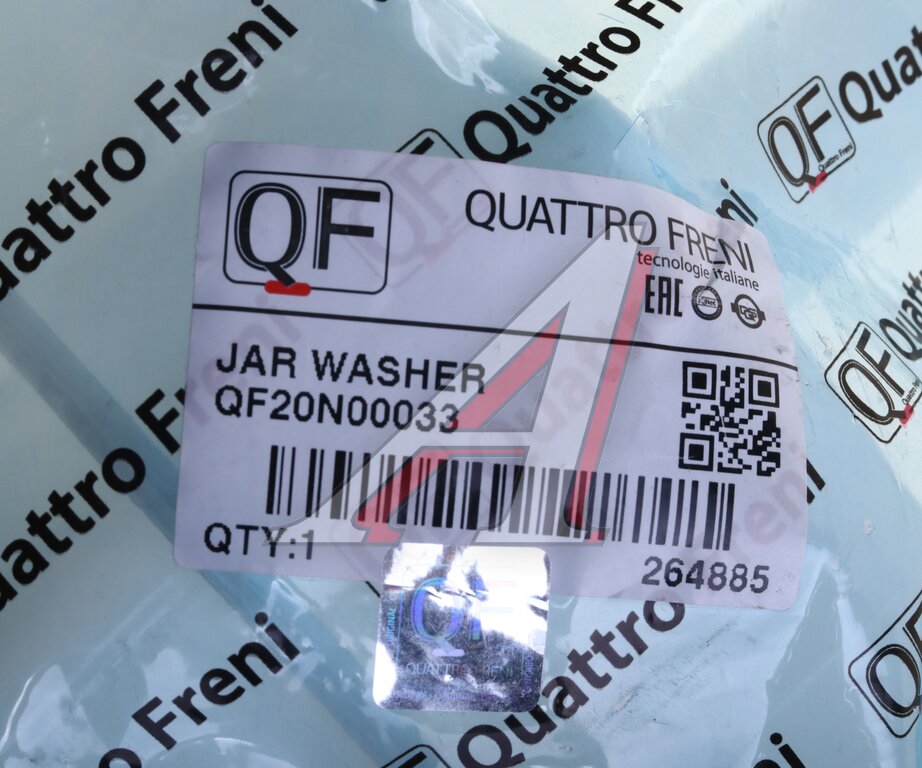 Quattro Freni
Quattro Freni
QF
Quattro Freni
QF
QUATTRO FRENI
tecnologie italiane
EAC
JAR WASHER
QF20N00033
QTY:1
264885
QF
Quattro Freni
Quattro Freni
Quattro